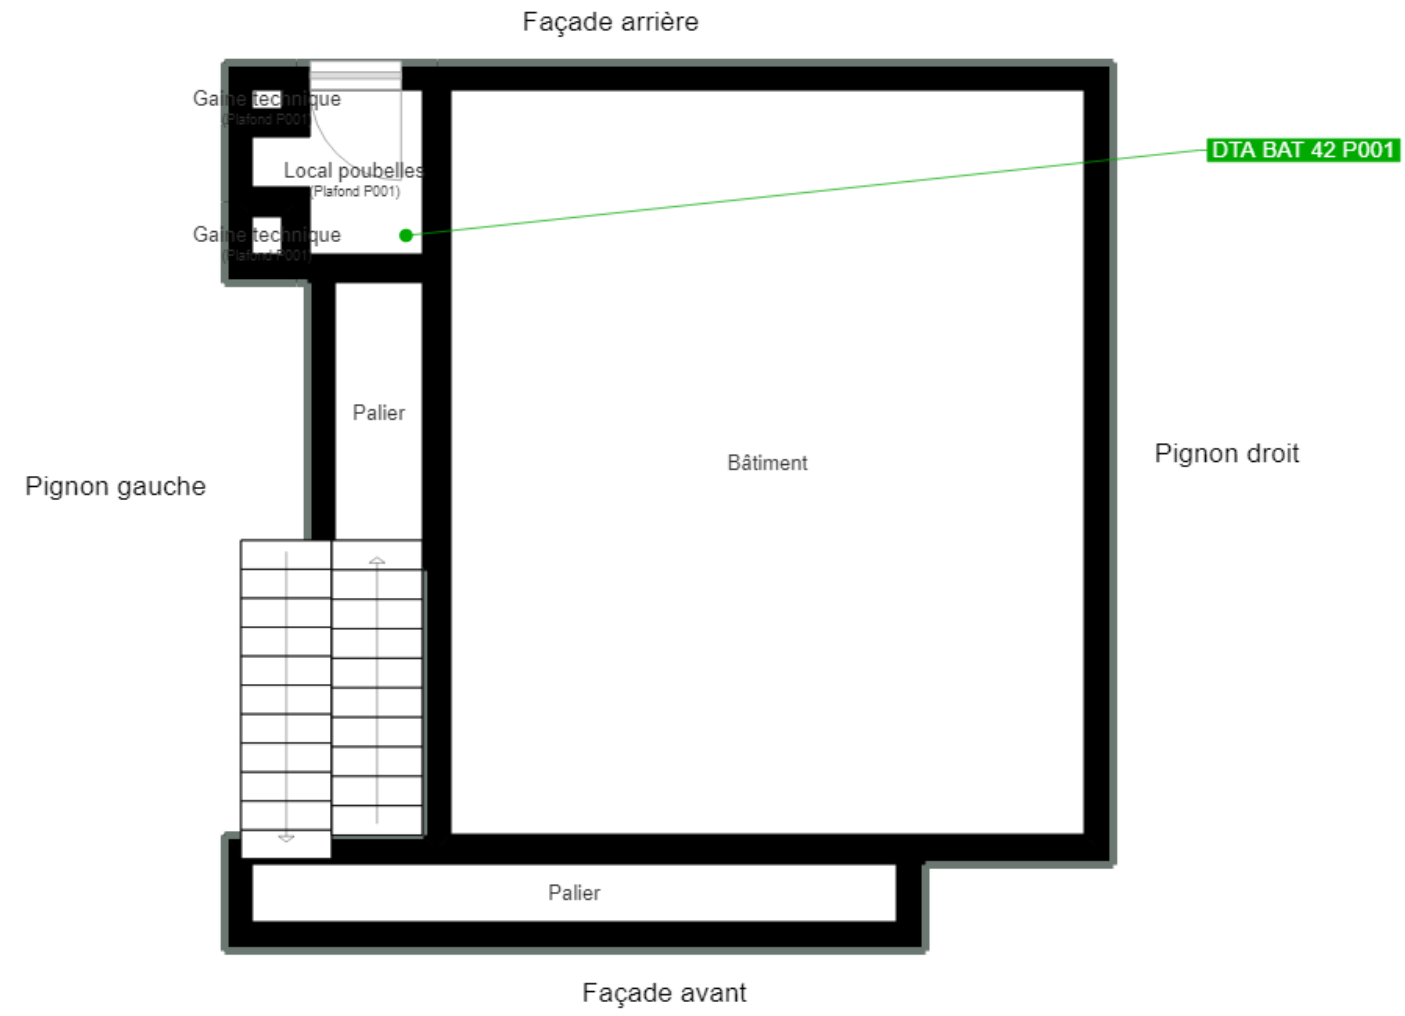 Façade arrière
Gaine technique
(Plafond P001)
DTA BAT 42 P001
Local poubelles
(Plafond P001)
Gaine technique
(Plafond P001)
Palier
Bâtiment
Pignon droit
Pignon gauche
Palier
Façade avant